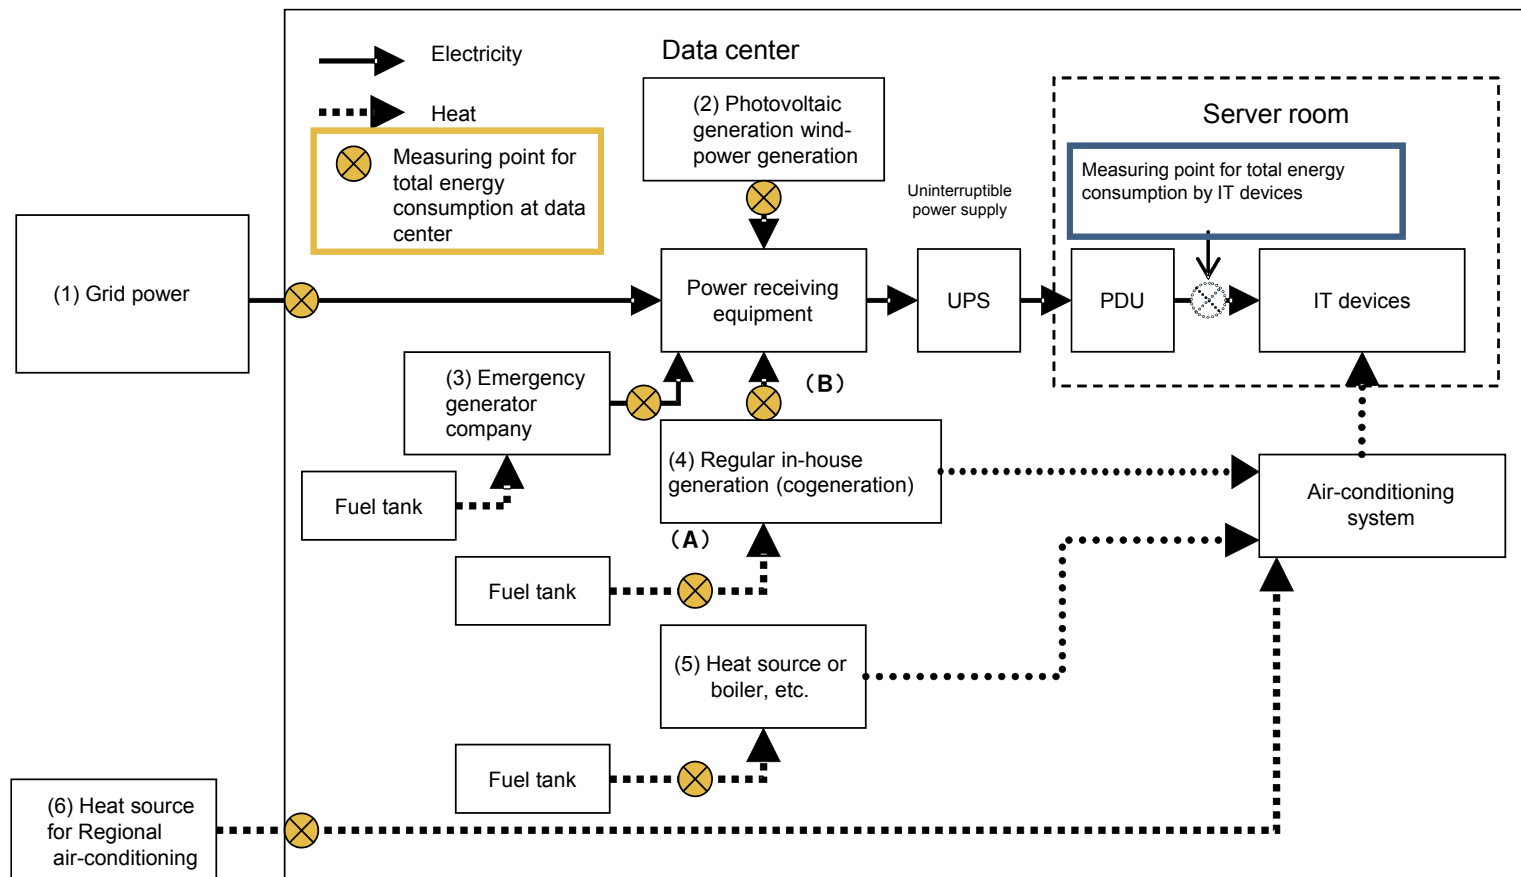 Electricity
Heat
Measuring point for
total energy
consumption at data
center
Data center
(2) Photovoltaic
generation wind-
power generation
Server room
Measuring point for total energy
consumption by IT devices
Uninterruptible
power supply
(1) Grid power
Power receiving
equipment
UPS
PDU
IT devices
(3) Emergency
generator
company
(B)
Fuel tank
(4) Regular in-house
generation (cogeneration)
(A)
Air-conditioning
system
Fuel tank
(5) Heat source or
boiler, etc.
Fuel tank
(6) Heat source
for Regional
air-conditioning